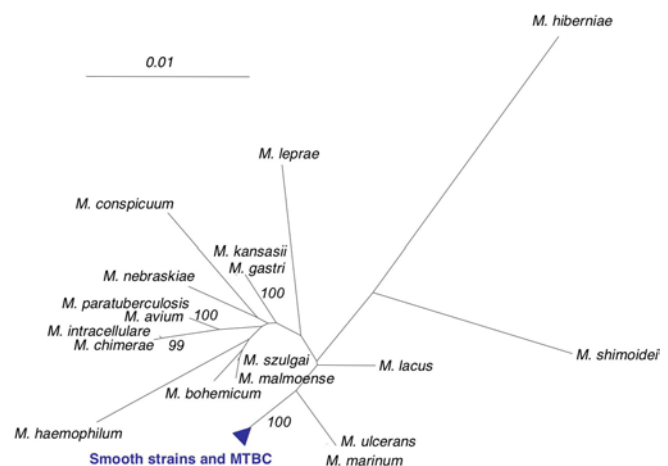 M. hiberniae
0.01
M. leprae
M. conspicuum
M. kansasii
M. gastri
M. nebraskiae
100
M. paratuberculosis
M. avium
100
M. intracellulare
M. chimerae
99
M. szulgai
M. lacus
M. shimoidei
M. malmoense
M. bohemicum
M. haemophilum
100
M. ulcerans
Smooth strains and MTBC
M. marinum